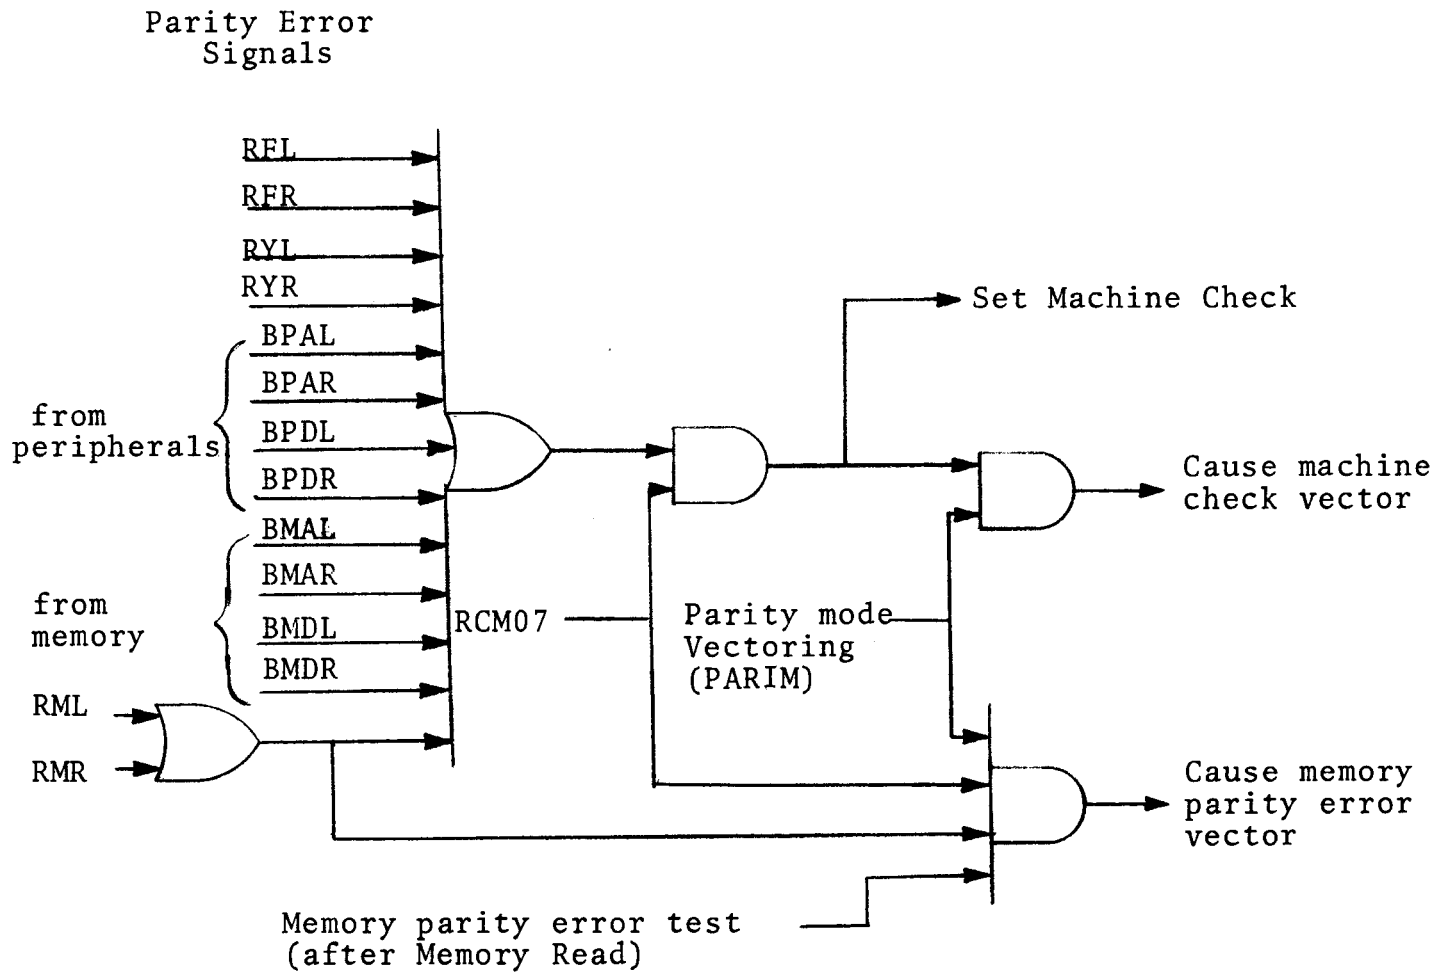 Parity Error
Signals
RFL
RFR
RYL
RYR
BPAL
BPAR
from
peripherals
BPDL
BPDR
BMAL
BMAR
from
memory
BMDL
BMDR
RML
RMR
RCM07
Parity mode
Vectoring
(PARIM)
Set Machine Check
Cause machine
check vector
Cause memory
parity error
vector
Memory parity error test
(after Memory Read)